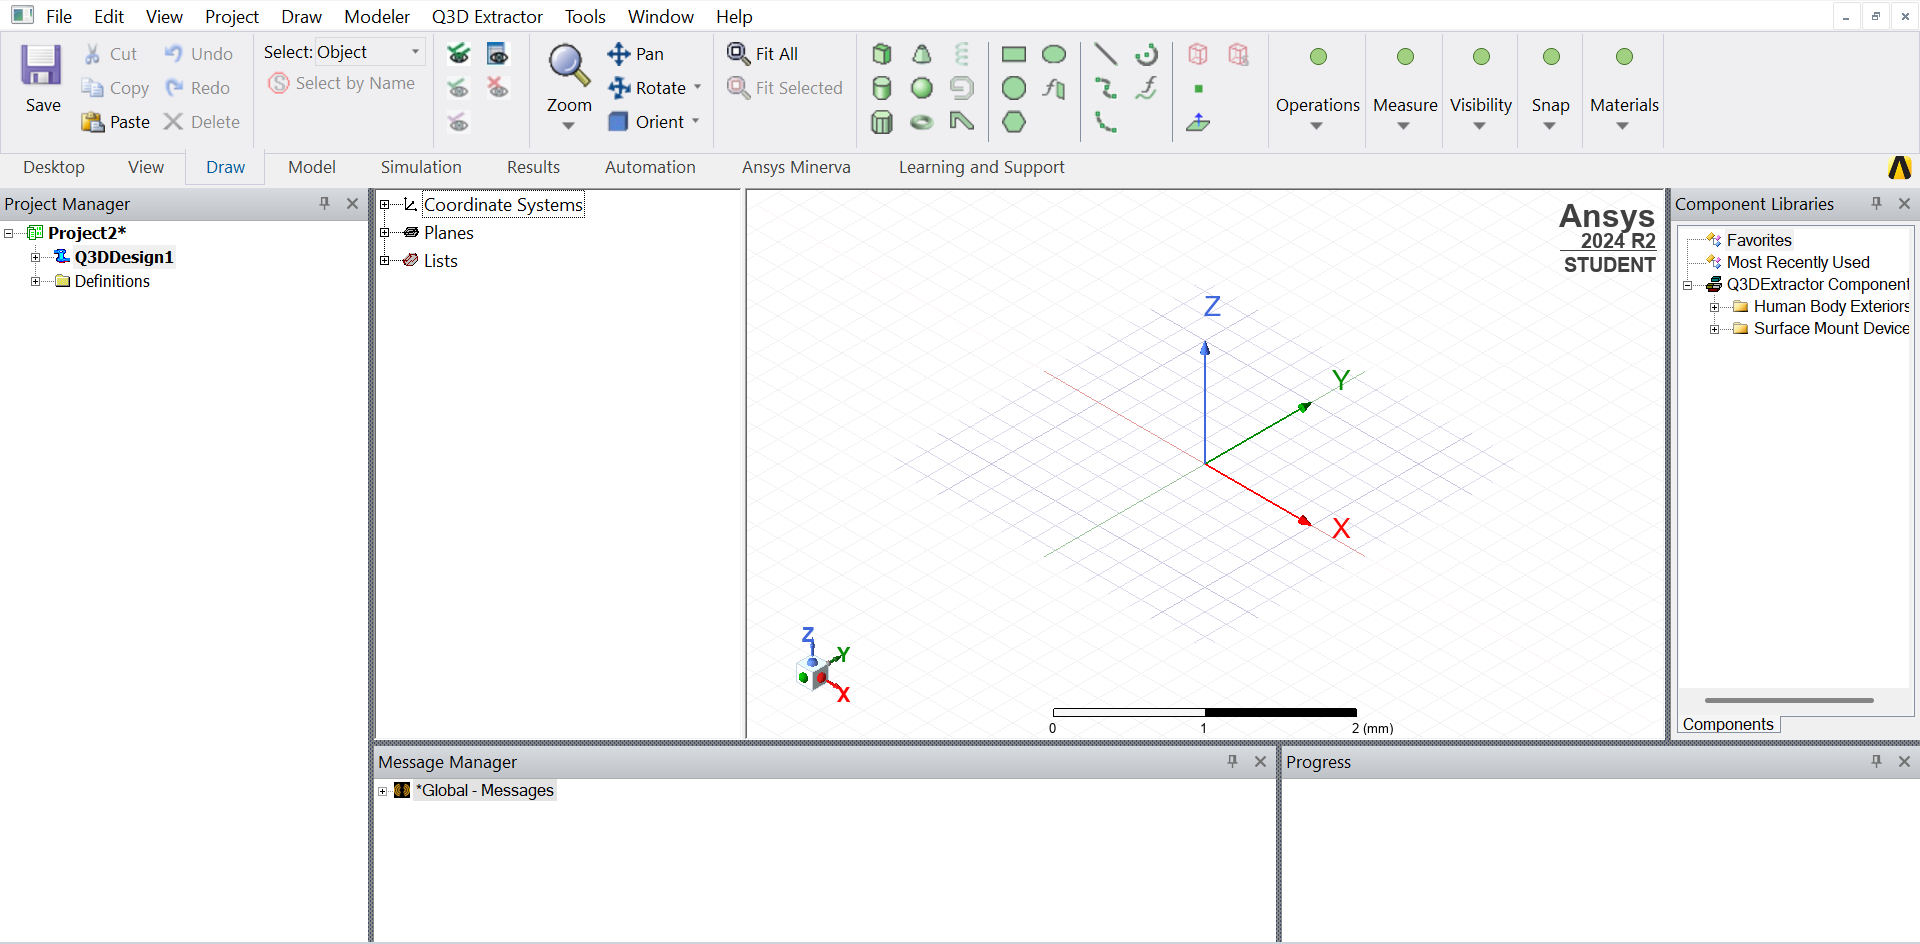 File Edit View Project Draw Modeler Q3D Extractor Tools Window Help
Save
Cut
Copy
Paste
Undo
Redo
Delete
Select: Object
Select by Name
Zoom
Pan
Rotate
Orient
Fit All
Fit Selected
Operations
Measure
Visibility
Snap
Materials
Desktop View Draw Model Simulation Results Automation Ansys Minerva Learning and Support
Project Manager
Project2*
Q3DDesign1
Definitions
Coordinate Systems
Planes
Lists
Ansys
2024 R2
STUDENT
Z
Y
X
Z
Y
X
0 1 2 (mm)
Component Libraries
Favorites
Most Recently Used
Q3DExtractor Component
Human Body Exteriors
Surface Mount Device
Components
Message Manager
*Global - Messages
Progress